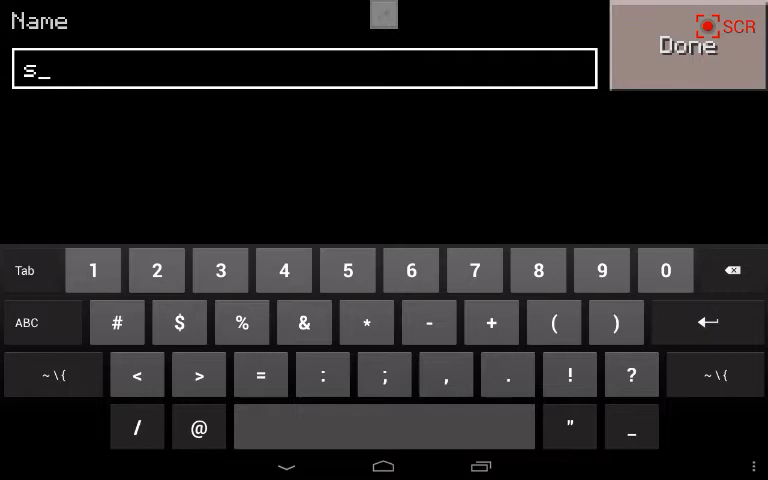 Name
SCR
Done
s_
Tab 1 2 3 4 5 6 7 8 9 0
ABC # $ % & * - + ( )
~ \ { < > = : ; , . ! ? ~ \ {
/ @ " _